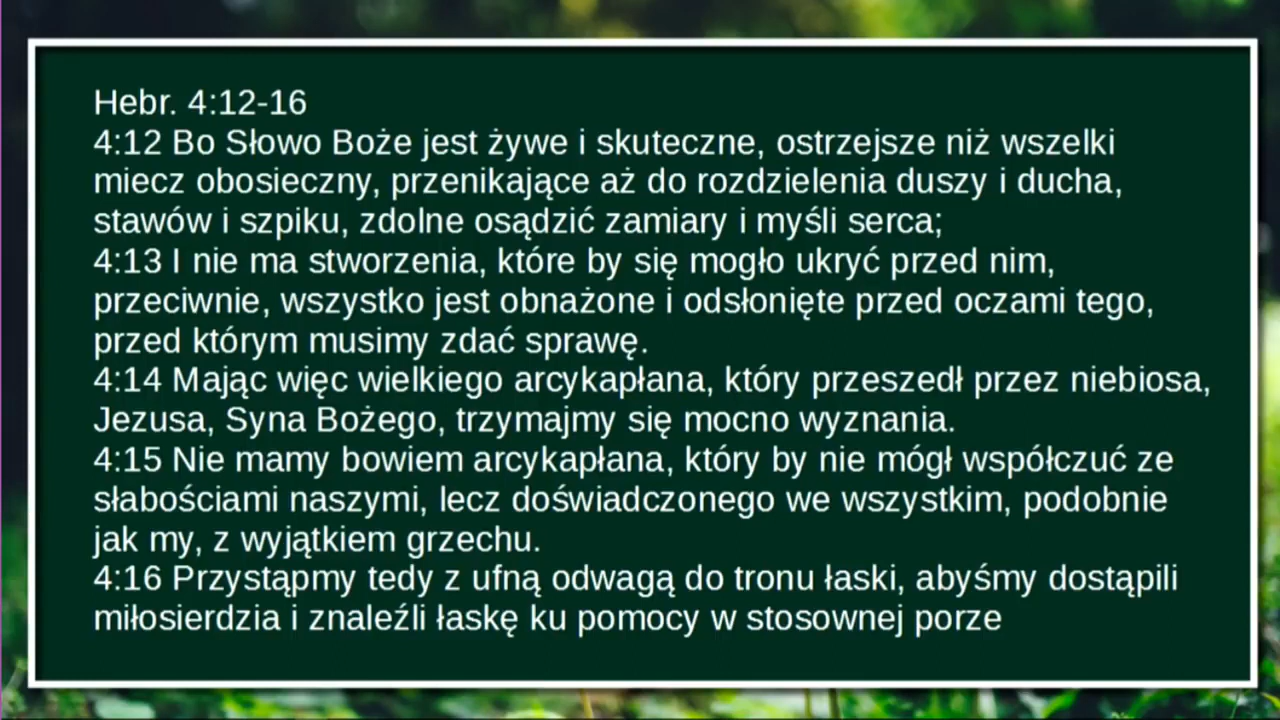 Hebr. 4:12-16
4:12 Bo Słowo Boże jest żywe i skuteczne, ostrzejsze niż wszelki
miecz obosieczny, przenikające aż do rozdzielenia duszy i ducha,
stawów i szpiku, zdolne osądzić zamiary i myśli serca;
4:13 I nie ma stworzenia, które by się mogło ukryć przed nim,
przeciwnie, wszystko jest obnażone i odsłonięte przed oczami tego,
przed którym musimy zdać sprawę.
4:14 Mając więc wielkiego arcykapłana, który przeszedł przez niebiosa,
Jezusa, Syna Bożego, trzymajmy się mocno wyznania.
4:15 Nie mamy bowiem arcykapłana, który by nie mógł współczuć ze
słabościami naszymi, lecz doświadczonego we wszystkim, podobnie
jak my, z wyjątkiem grzechu.
4:16 Przystąpmy tedy z ufną odwagą do tronu łaski, abyśmy dostąpili
miłosierdzia i znaleźli łaskę ku pomocy w stosownej porze